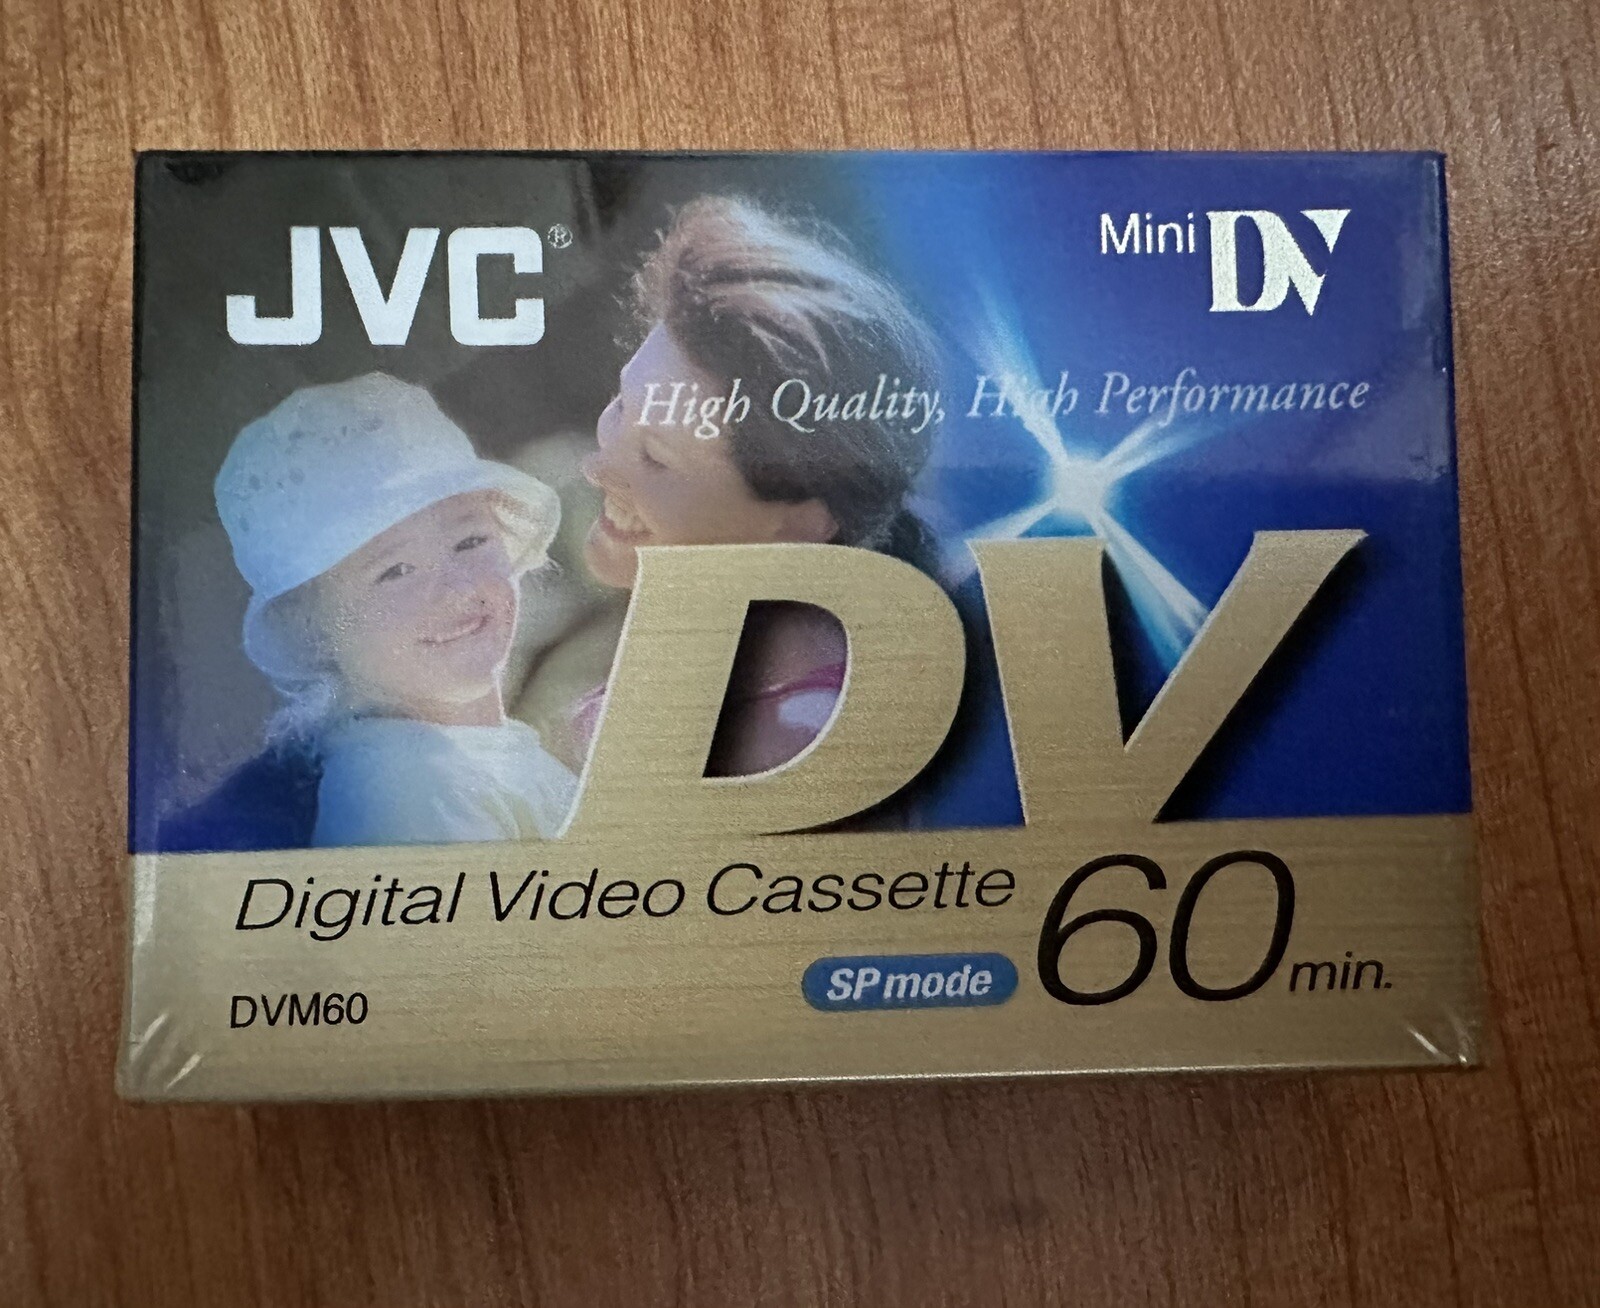 JVC®
Mini DV
High Quality, High Performance
DV
Digital Video Cassette 60 min.
SP mode
DVM60